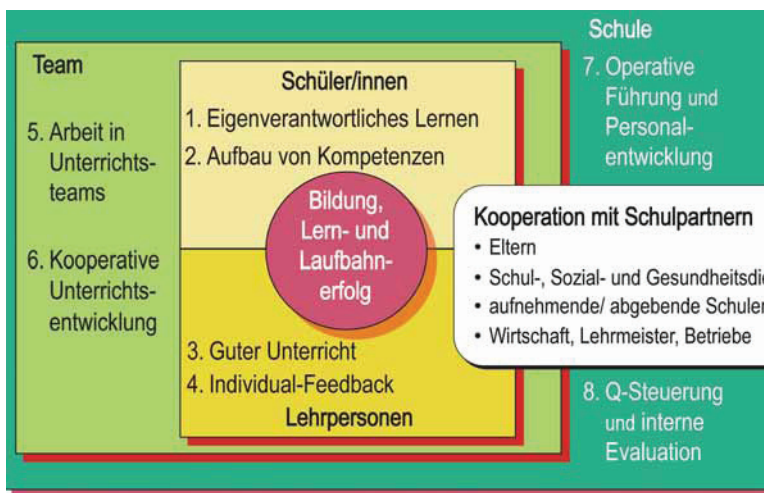 Schule
7. Operative
Führung und
Personal-
entwicklung
Team
5. Arbeit in
Unterrichts-
teams
6. Kooperative
Unterrichts-
entwicklung
Schüler/innen
1. Eigenverantwortliches Lernen
2. Aufbau von Kompetenzen
Bildung,
Lern- und
Laufbahn-
erfolg
3. Guter Unterricht
4. Individual-Feedback
Lehrpersonen
Kooperation mit Schulpartnern
• Eltern
• Schul-, Sozial- und
• aufnehmende/ abgebende
• Wirtschaft, Lehrmeister, Betriebe
8. Q-Steuerung
und interne
Evaluation